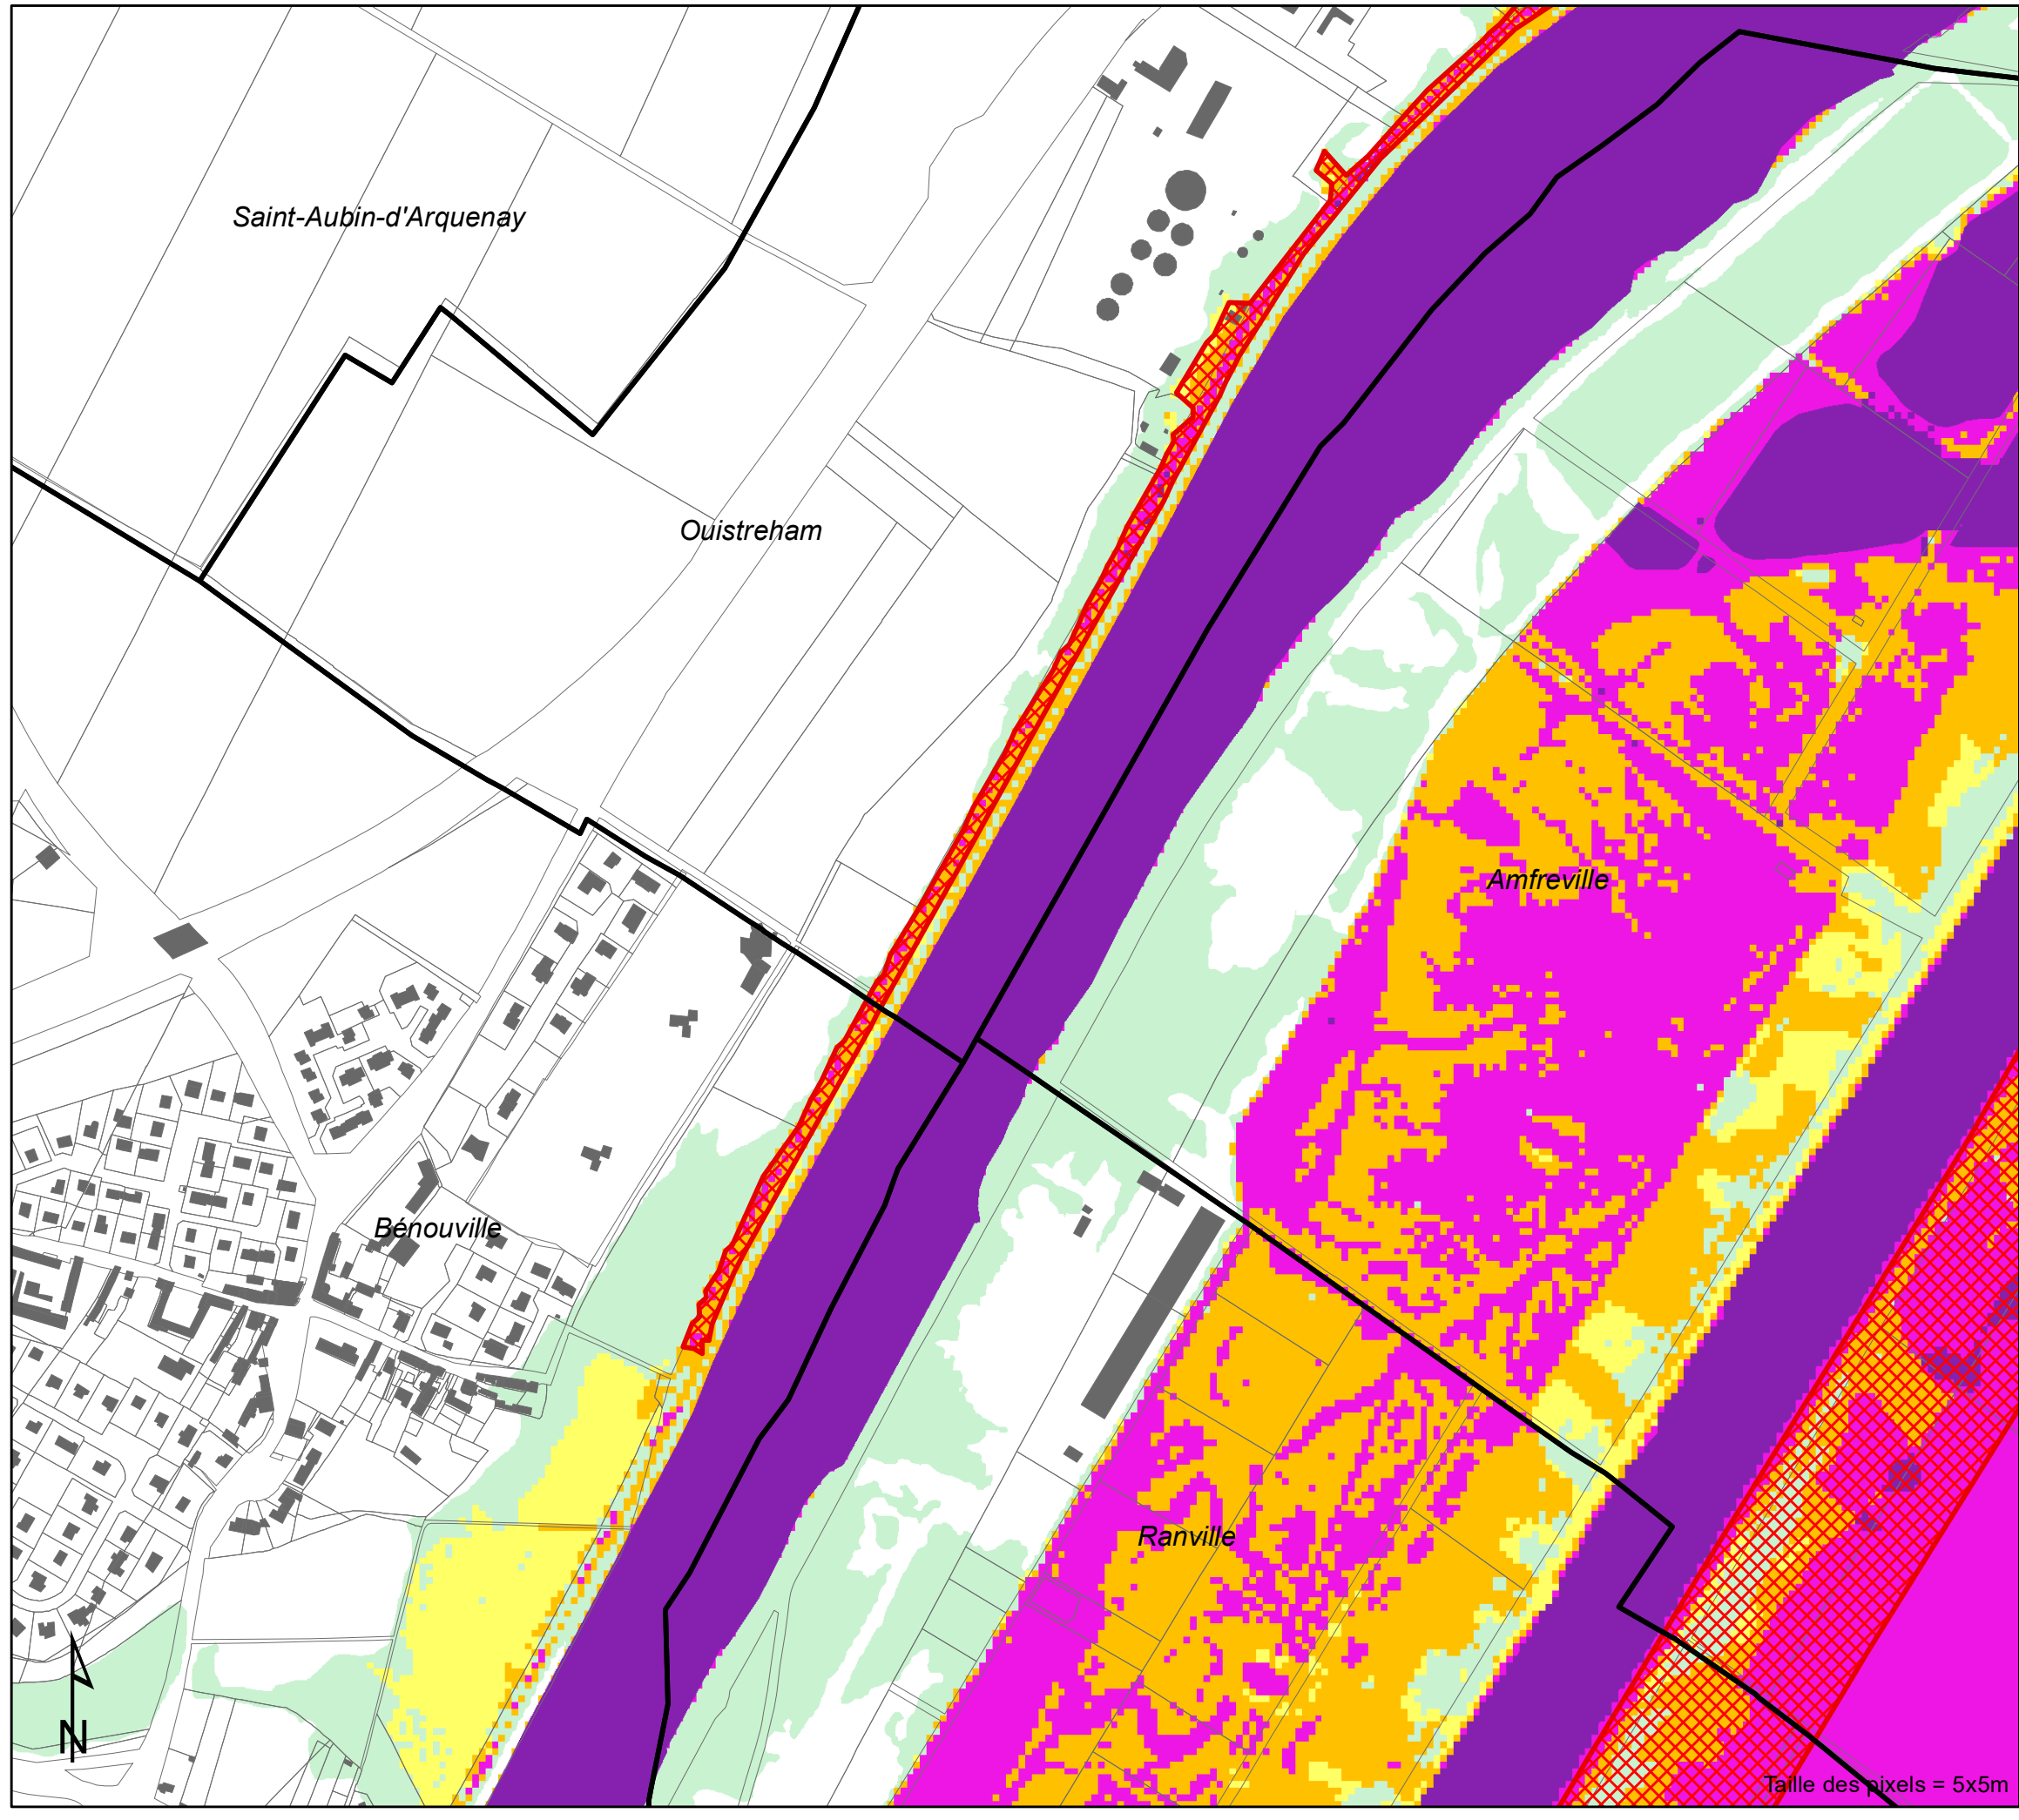 Saint-Aubin-d'Arquenay
Ouistreham
Amfreville
Bénouville
Ranville
N
Taille des pixels = 5x5m